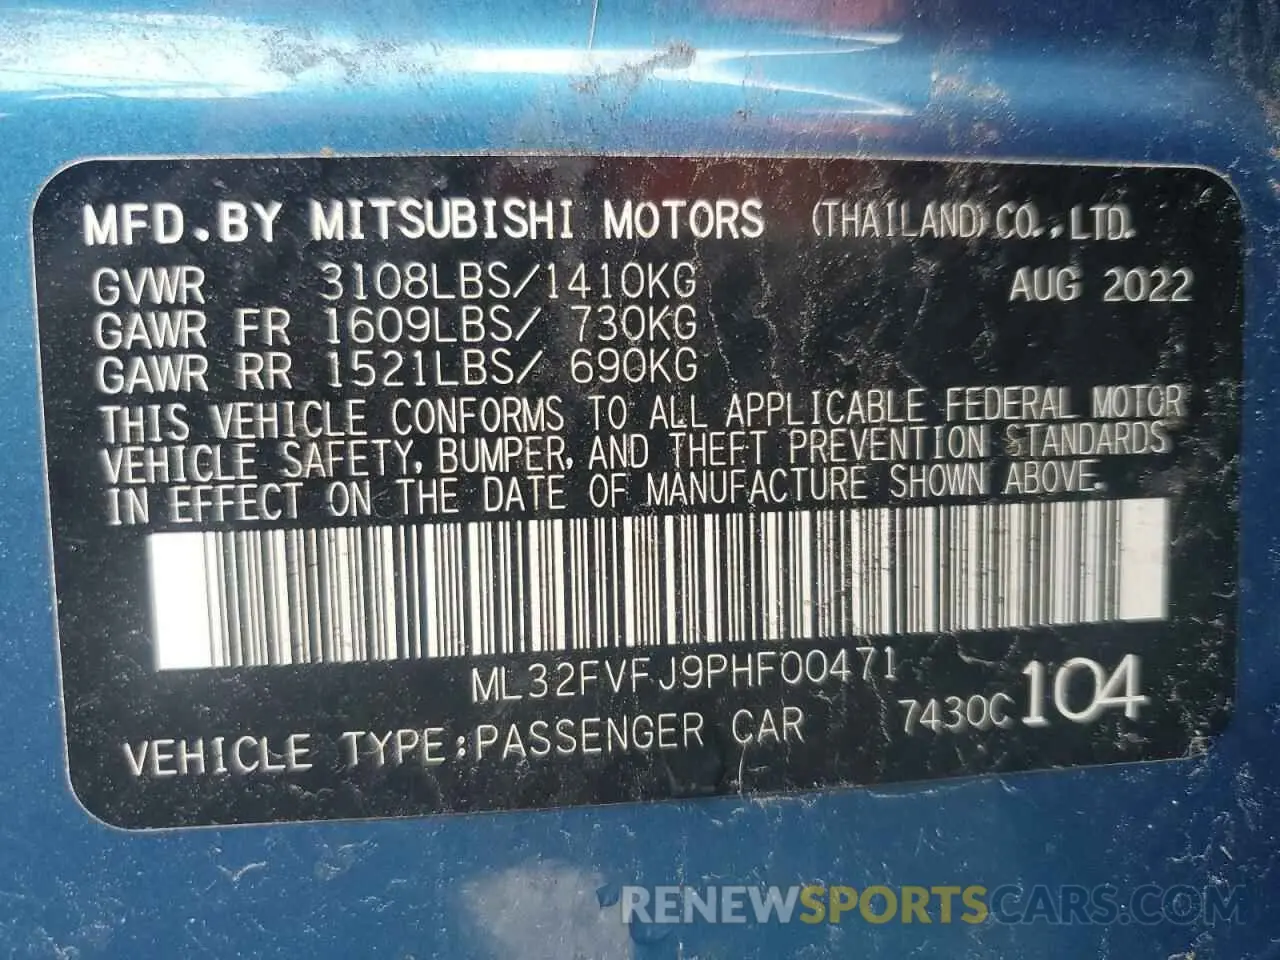 MFD.BY MITSUBISHI MOTORS (THAILAND) CO.,LTD.
GVWR 3108LBS/1410KG AUG 2022
GAWR FR 1609LBS/ 730KG
GAWR RR 1521LBS/ 690KG
THIS VEHICLE CONFORMS TO ALL APPLICABLE FEDERAL MOTOR
VEHICLE SAFETY, BUMPER, AND THEFT PREVENTION STANDARDS
IN EFFECT ON THE DATE OF MANUFACTURE SHOWN ABOVE.
ML32FVFJ9PHF00471
VEHICLE TYPE:PASSENGER CAR 7430C 104
RENEWSPORTSCARS.COM